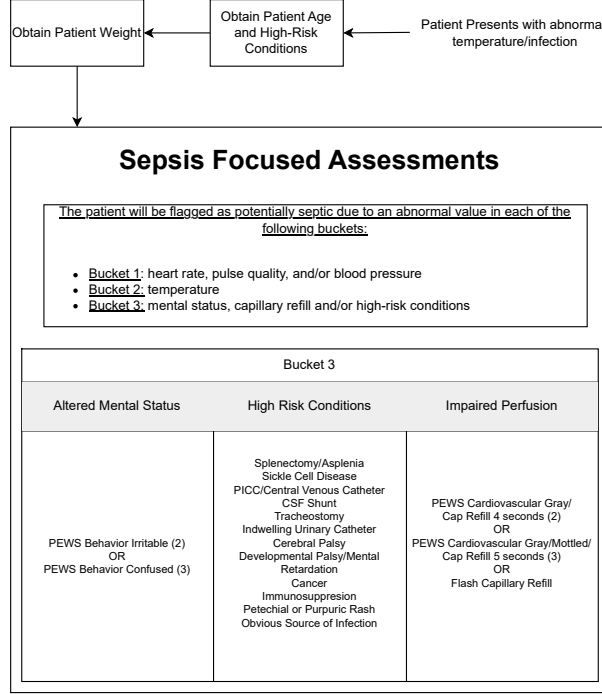 Obtain Patient Weight
Obtain Patient Age
and High-Risk
Conditions
Patient Presents with abnorma
temperature/infection
Sepsis Focused Assessments
The patient will be flagged as potentially septic due to an abnormal value in each of the
following buckets:
• Bucket 1: heart rate, pulse quality, and/or blood pressure
• Bucket 2: temperature
• Bucket 3: mental status, capillary refill and/or high-risk conditions
Bucket 3
Altered Mental Status
High Risk Conditions
Impaired Perfusion
PEWS Behavior Irritable (2)
OR
PEWS Behavior Confused (3)
Splenectomy/Asplenia
Sickle Cell Disease
PICC/Central Venous Catheter
CSF Shunt
Tracheostomy
Indwelling Urinary Catheter
Cerebral Palsy
Developmental Palsy/Mental
Retardation
Cancer
Immunosuppresion
Petechial or Purpuric Rash
Obvious Source of Infection
PEWS Cardiovascular Gray/
Cap Refill 4 seconds (2)
OR
PEWS Cardiovascular Gray/Mottled/
Cap Refill 5 seconds (3)
OR
Flash Capillary Refill